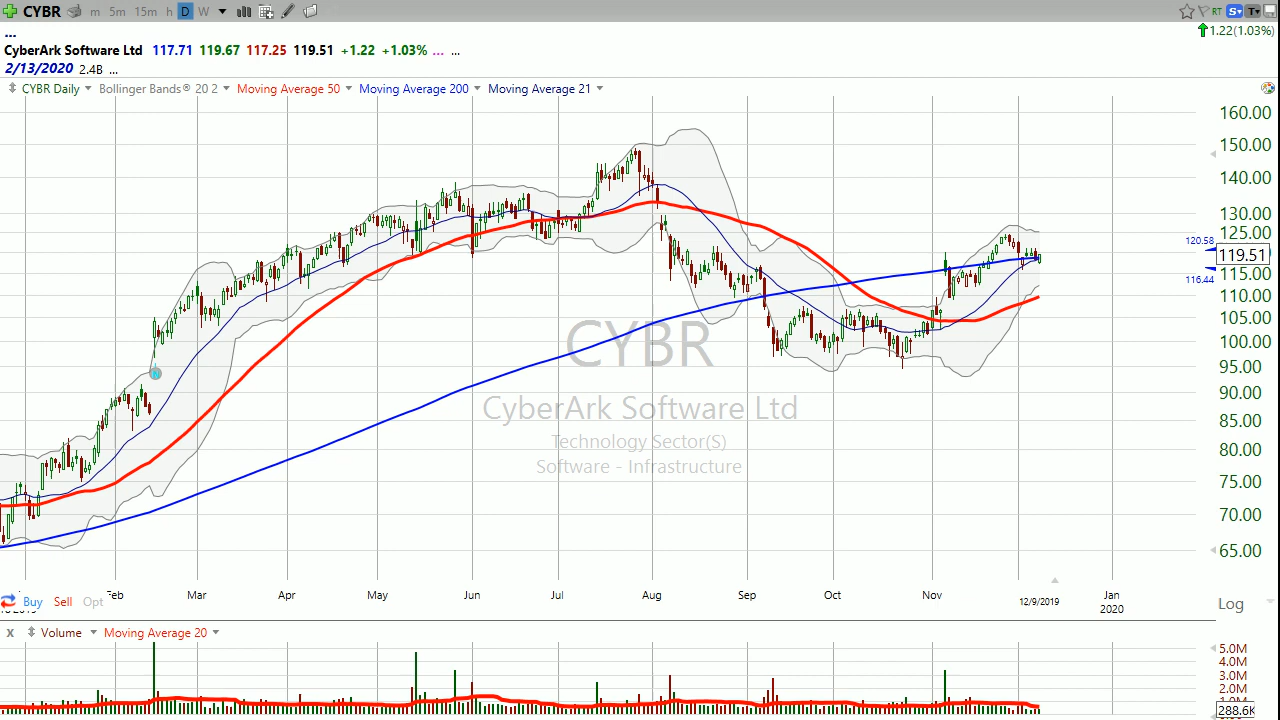 CYBR m 5m 15m h D W RT S T
...
CyberArk Software Ltd 117.71 119.67 117.25 119.51 +1.22 +1.03% ... ...
1.22(1.03%)
2/13/2020 2.4B ...
CYBR Daily Bollinger Bands® 20 2 Moving Average 50 Moving Average 200 Moving Average 21
160.00
150.00
140.00
130.00
125.00
120.58
119.51
115.00
116.44
110.00
105.00
100.00
95.00
90.00
85.00
80.00
75.00
70.00
65.00
CYBR
CyberArk Software Ltd
Technology Sector(S)
Software - Infrastructure
Feb Mar Apr May Jun Jul Aug Sep Oct Nov 12/9/2019 Jan
2020
Buy Sell Opt
Log
X Volume Moving Average 20
5.0M
4.0M
3.0M
2.0M
288.6K